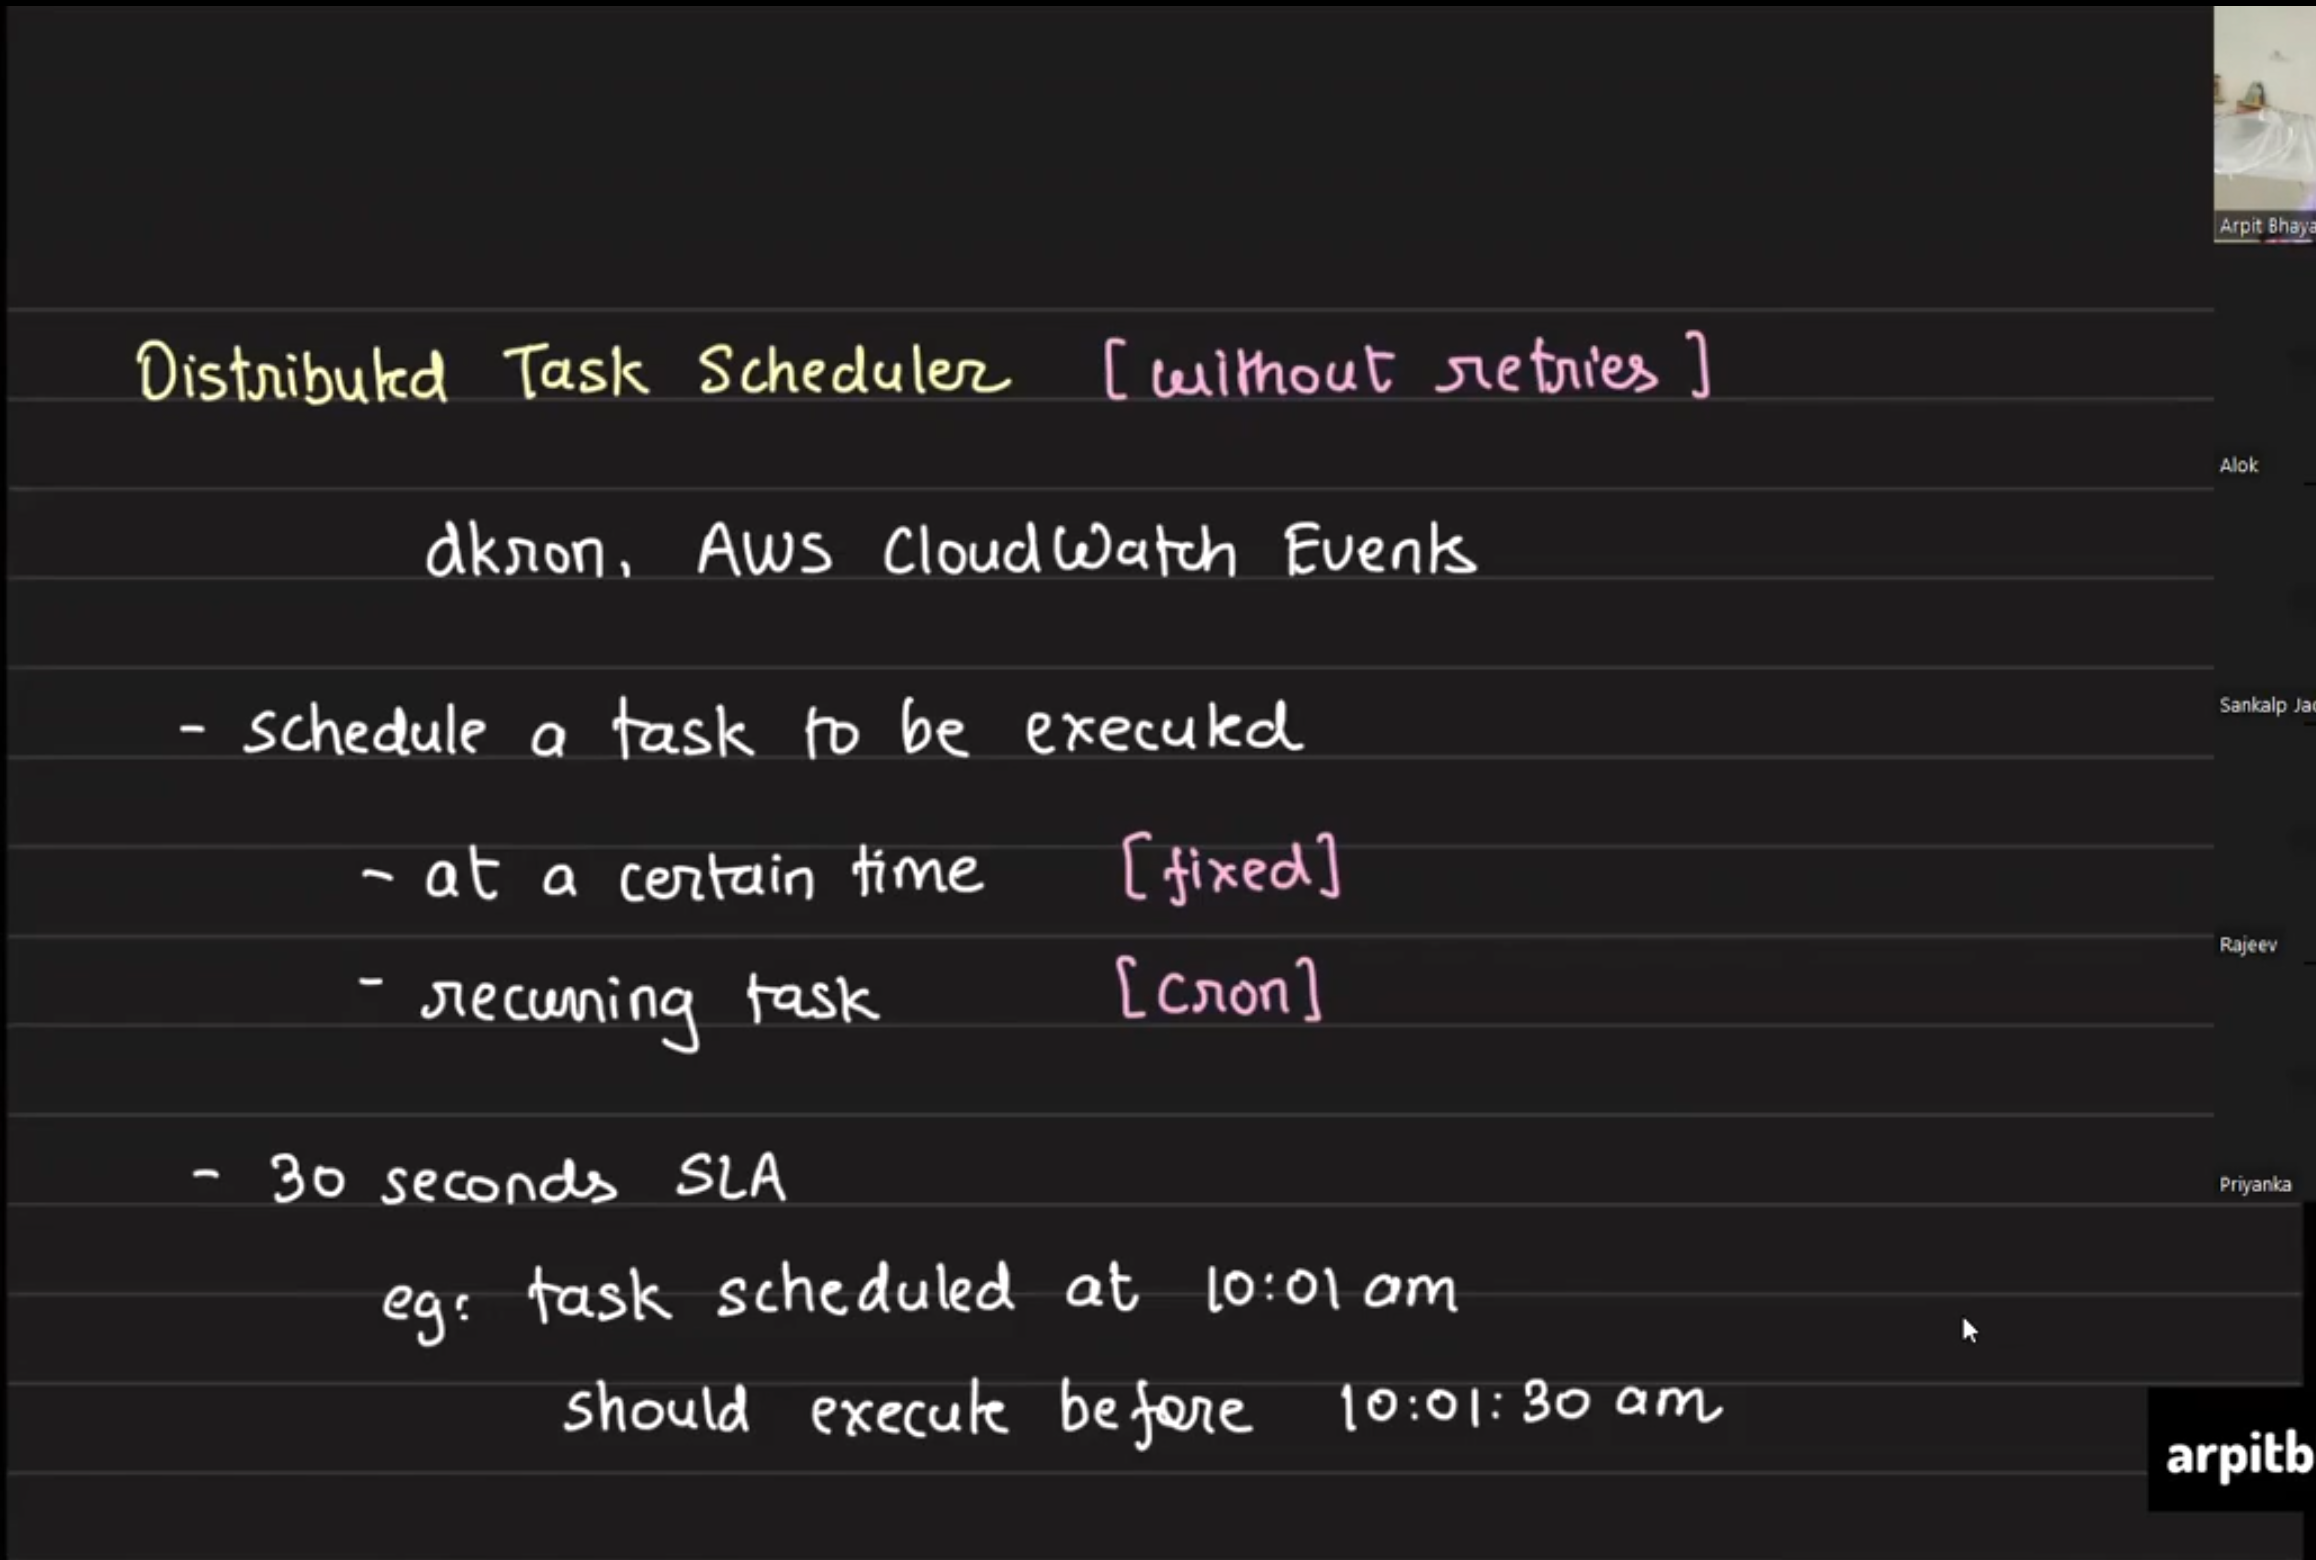 Arpit Bhaya
Distributed Task Scheduler [without retries]
Alok
dkron, AWS CloudWatch Events
Sankalp Jac
- schedule a task to be executed
- at a certain time [fixed]
Rajeev
- recurring task [cron]
- 30 seconds SLA
Priyanka
eg: task scheduled at 10:01 am
should execute before 10:01:30 am
arpitb